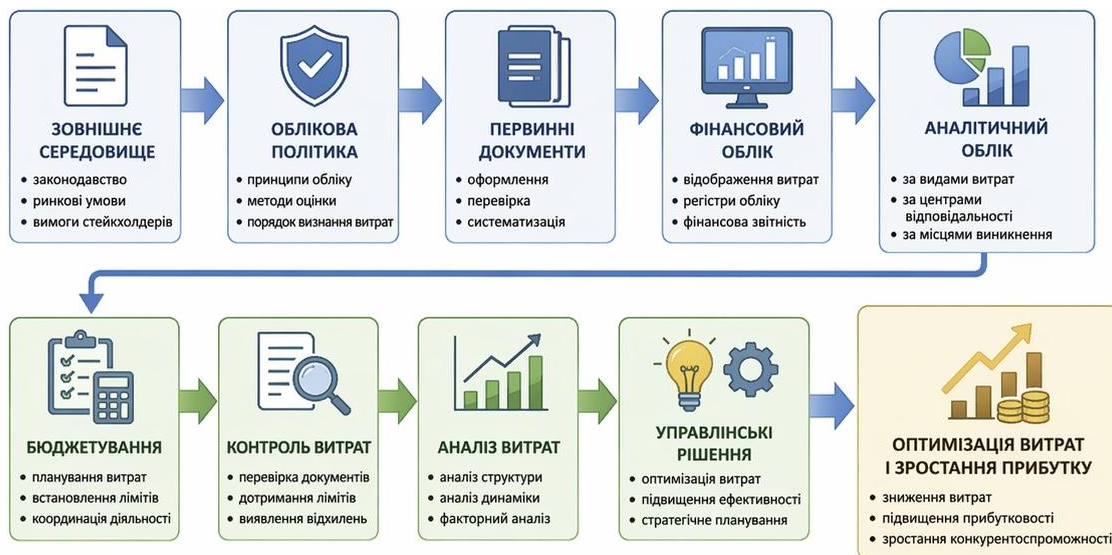 ЗОВНІШНЄ
СЕРЕДОВИЩЕ
• законодавство
• ринкові умови
• вимоги стейкхолдерів
ОБЛІКОВА
ПОЛІТИКА
• принципи обліку
• методи оцінки
• порядок визнання витрат
ПЕРВИННІ
ДОКУМЕНТИ
• оформлення
• перевірка
• систематизація
ФІНАНСОВИЙ
ОБЛІК
• відображення витрат
• регістри обліку
• фінансова звітність
АНАЛІТИЧНИЙ
ОБЛІК
• за видами витрат
• за центрами
відповідальності
• за місцями виникнення
БЮДЖЕТУВАННЯ
• планування витрат
• встановлення лімітів
• координація діяльності
КОНТРОЛЬ ВИТРАТ
• перевірка документів
• дотримання лімітів
• виявлення відхилень
АНАЛІЗ ВИТРАТ
• аналіз структури
• аналіз динаміки
• факторний аналіз
УПРАВЛІНСЬКІ
РІШЕННЯ
• оптимізація витрат
• підвищення ефективності
• стратегічне планування
ОПТИМІЗАЦІЯ ВИТРАТ
І ЗРОСТАННЯ ПРИБУТКУ
• зниження витрат
• підвищення прибутковості
• зростання конкурентоспроможності